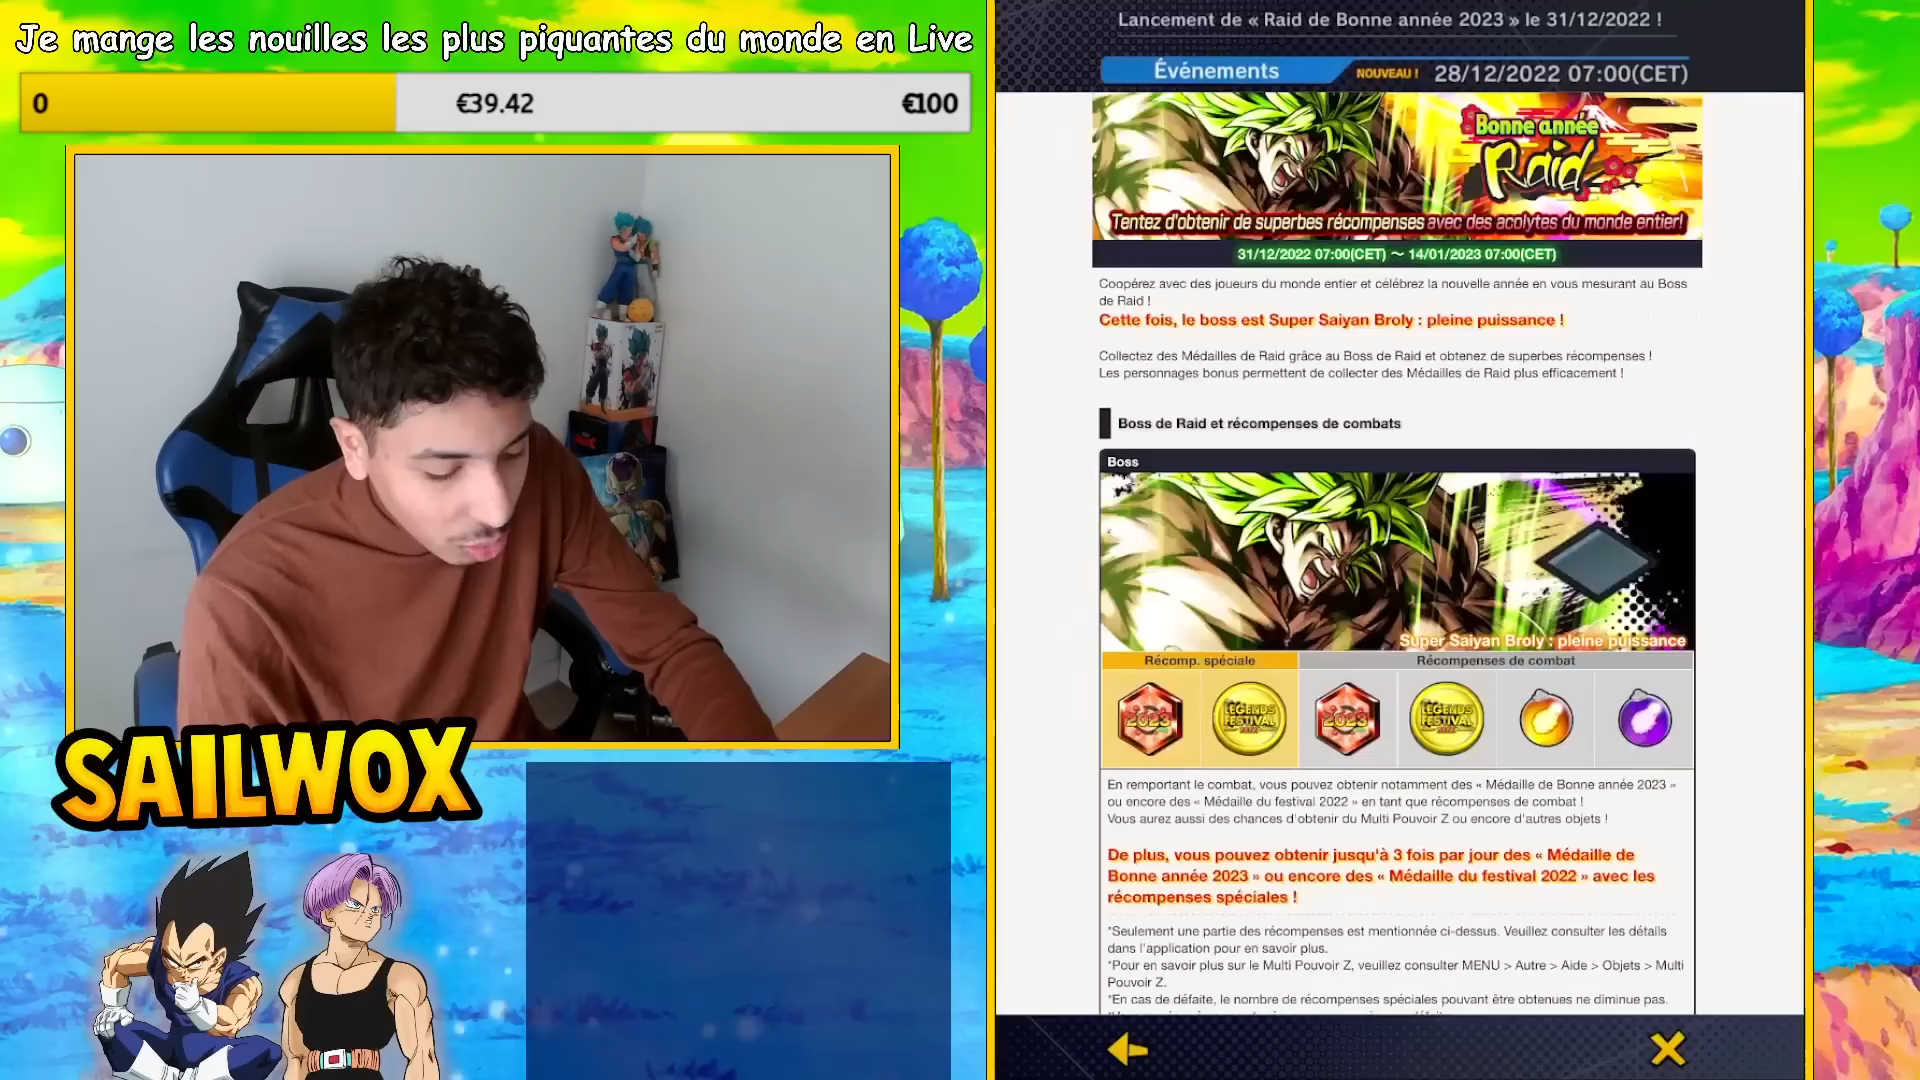 Je mange les nouilles les plus piquantes du monde en Live
0 €39.42 €100
SAILWOX
Lancement de « Raid de Bonne année 2023 » le 31/12/2022 !
Événements NOUVEAU ! 28/12/2022 07:00(CET)
Bonne année
Raid
Tentez d'obtenir de superbes récompenses avec des acolytes du monde entier!
31/12/2022 07:00(CET) ～ 14/01/2023 07:00(CET)
Coopérez avec des joueurs du monde entier et célébrez la nouvelle année en vous mesurant au Boss
de Raid !
Cette fois, le boss est Super Saiyan Broly : pleine puissance !
Collectez des Médailles de Raid grâce au Boss de Raid et obtenez de superbes récompenses !
Les personnages bonus permettent de collecter des Médailles de Raid plus efficacement !
Boss de Raid et récompenses de combats
Boss
Super Saiyan Broly : pleine puissance
Récomp. spéciale Récompenses de combat
2023 LEGENDS FESTIVAL 2022 2023 LEGENDS FESTIVAL 2022
En remportant le combat, vous pouvez obtenir notamment des « Médaille de Bonne année 2023 »
ou encore des « Médaille du festival 2022 » en tant que récompenses de combat !
Vous aurez aussi des chances d'obtenir du Multi Pouvoir Z ou encore d'autres objets !
De plus, vous pouvez obtenir jusqu'à 3 fois par jour des « Médaille de
Bonne année 2023 » ou encore des « Médaille du festival 2022 » avec les
récompenses spéciales !
*Seulement une partie des récompenses est mentionnée ci-dessus. Veuillez consulter les détails
dans l'application pour en savoir plus.
*Pour en savoir plus sur le Multi Pouvoir Z, veuillez consulter MENU > Autre > Aide > Objets > Multi
Pouvoir Z.
*En cas de défaite, le nombre de récompenses spéciales pouvant être obtenues ne diminue pas.